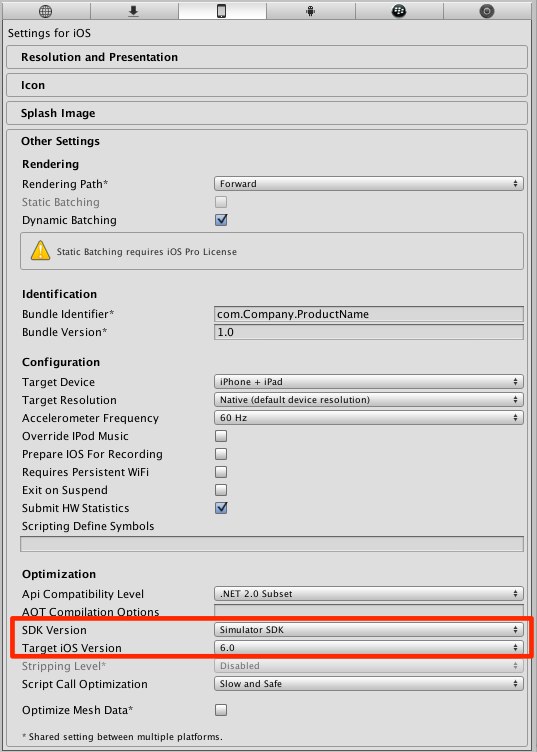 Settings for iOS
Resolution and Presentation
Icon
Splash Image
Other Settings
Rendering
Rendering Path* Forward
Static Batching
Dynamic Batching
Static Batching requires iOS Pro License
Identification
Bundle Identifier* com.Company.ProductName
Bundle Version* 1.0
Configuration
Target Device iPhone + iPad
Target Resolution Native (default device resolution)
Accelerometer Frequency 60 Hz
Override IPod Music
Prepare IOS For Recording
Requires Persistent WiFi
Exit on Suspend
Submit HW Statistics
Scripting Define Symbols
Optimization
Api Compatibility Level .NET 2.0 Subset
AOT Compilation Options
SDK Version Simulator SDK
Target iOS Version 6.0
Stripping Level* Disabled
Script Call Optimization Slow and Safe
Optimize Mesh Data*
* Shared setting between multiple platforms.